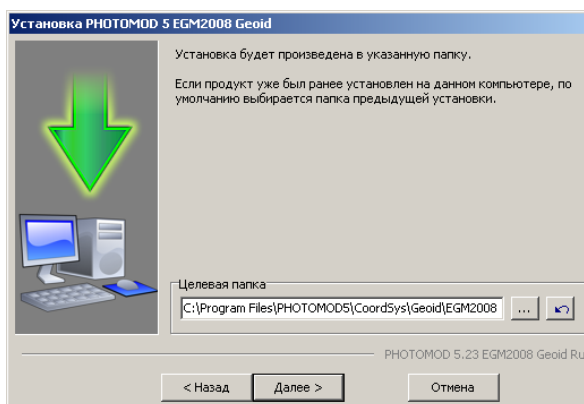 Установка PHOTOMOD 5 EGM2008 Geoid
Установка будет произведена в указанную папку.
Если продукт уже был ранее установлен на данном компьютере, по
умолчанию выбирается папка предыдущей установки.
Целевая папка
C:\Program Files\PHOTOMOD5\CoordSys\Geoid\EGM2008
...
PHOTOMOD 5.23 EGM2008 Geoid Ru
< Назад Далее > Отмена